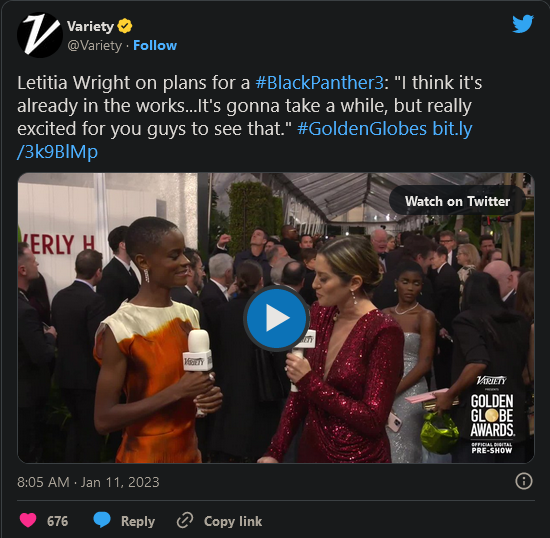 Variety
@Variety · Follow
Letitia Wright on plans for a #BlackPanther3: "I think it's
already in the works...It's gonna take a while, but really
excited for you guys to see that." #GoldenGlobes bit.ly
/3k9BlMp
Watch on Twitter
ERLY H
VARIETY
VARIETY
VARIETY
PRESENTS
GOLDEN
GLOBE
AWARDS.
OFFICIAL DIGITAL
PRE-SHOW
8:05 AM · Jan 11, 2023
676
Reply
Copy link